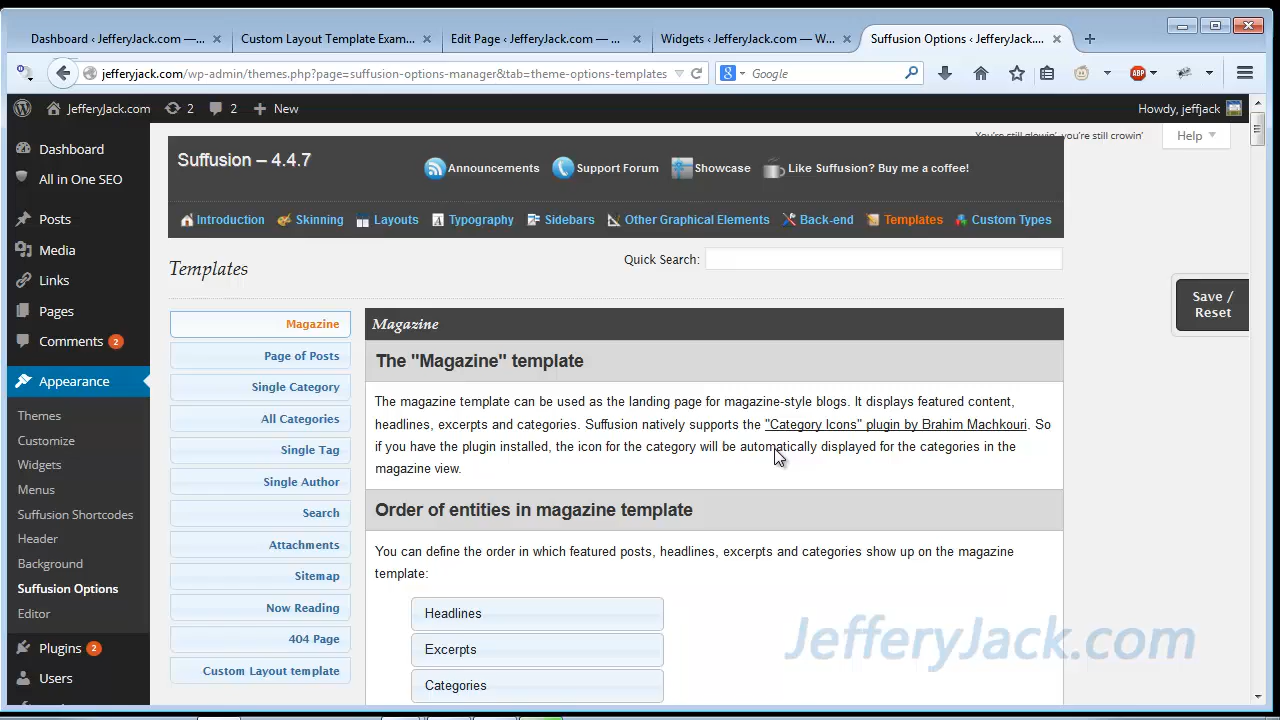 Dashboard ‹ JefferyJack.com —...
Custom Layout Template Exam...
Edit Page ‹ JefferyJack.com — ...
Widgets ‹ JefferyJack.com — W...
Suffusion Options ‹ JefferyJack....
jefferyjack.com/wp-admin/themes.php?page=suffusion-options-manager&tab=theme-options-templates
Google
ABP
JefferyJack.com
2
2
New
Howdy, jeffjack
You're still glowin', you're still crowin'
Help
Dashboard
All in One SEO
Posts
Media
Links
Pages
Comments 2
Appearance
Themes
Customize
Widgets
Menus
Suffusion Shortcodes
Header
Background
Suffusion Options
Editor
Plugins 2
Users
Suffusion – 4.4.7
Announcements
Support Forum
Showcase
Like Suffusion? Buy me a coffee!
Introduction
Skinning
Layouts
Typography
Sidebars
Other Graphical Elements
Back-end
Templates
Custom Types
Templates
Quick Search:
Save /
Reset
Magazine
Page of Posts
Single Category
All Categories
Single Tag
Single Author
Search
Attachments
Sitemap
Now Reading
404 Page
Custom Layout template
Magazine
The "Magazine" template
The magazine template can be used as the landing page for magazine-style blogs. It displays featured content,
headlines, excerpts and categories. Suffusion natively supports the "Category Icons" plugin by Brahim Machkouri. So
if you have the plugin installed, the icon for the category will be automatically displayed for the categories in the
magazine view.
Order of entities in magazine template
You can define the order in which featured posts, headlines, excerpts and categories show up on the magazine
template:
Headlines
Excerpts
Categories
JefferyJack.com